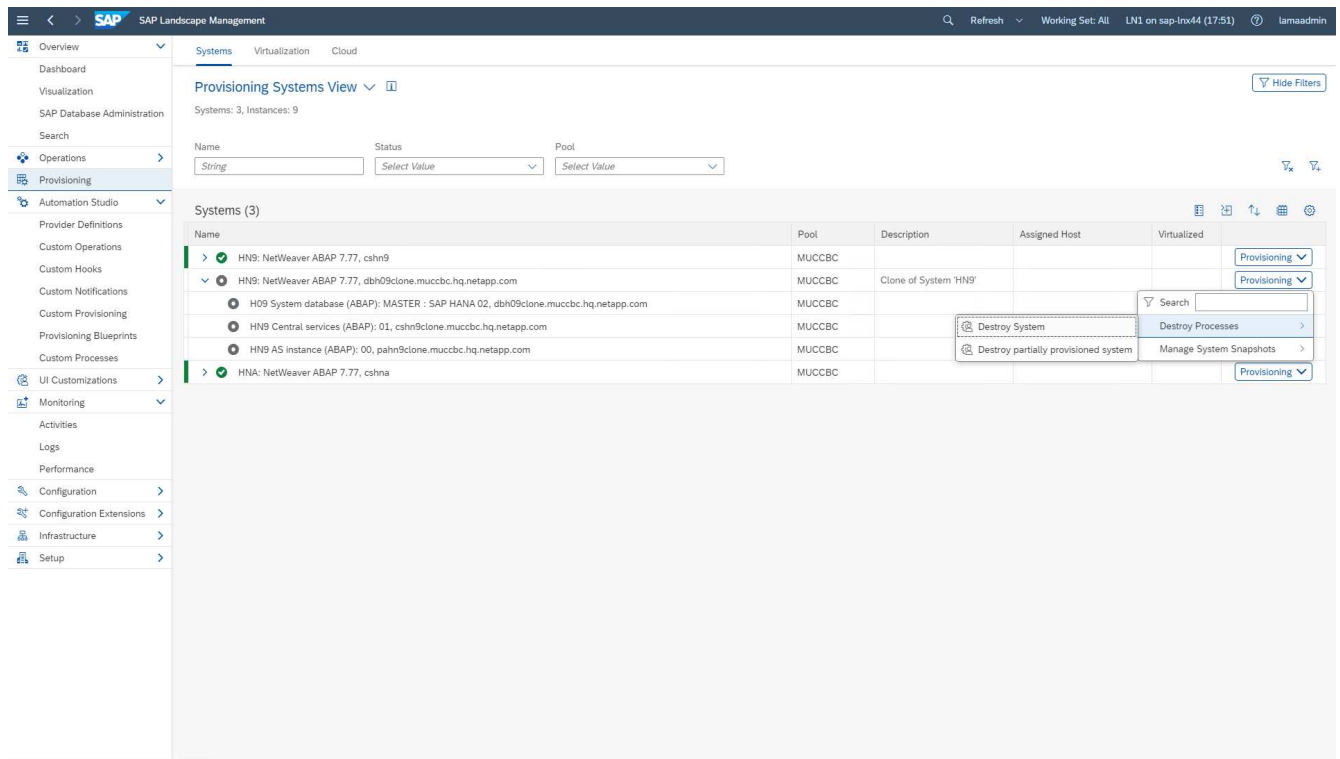 SAP SAP Landscape Management Refresh Working Set: All LN1 on sap-lnx44 (17:51) lamaadmin
Overview
Dashboard
Visualization
SAP Database Administration
Search
Operations
Provisioning
Automation Studio
Provider Definitions
Custom Operations
Custom Hooks
Custom Notifications
Custom Provisioning
Provisioning Blueprints
Custom Processes
UI Customizations
Monitoring
Activities
Logs
Performance
Configuration
Configuration Extensions
Infrastructure
Setup
Systems Virtualization Cloud
Provisioning Systems View Hide Filters
Systems: 3, Instances: 9
Name Status Pool
String Select Value Select Value
Systems (3)
Name Pool Description Assigned Host Virtualized
HN9: NetWeaver ABAP 7.77, cshn9 MUCCBC Provisioning
HN9: NetWeaver ABAP 7.77, dbh09clone.muccbc.hq.netapp.com MUCCBC Clone of System 'HN9' Provisioning
H09 System database (ABAP): MASTER : SAP HANA 02, dbh09clone.muccbc.hq.netapp.com MUCCBC Search
HN9 Central services (ABAP): 01, cshn9clone.muccbc.hq.netapp.com MUCCBC Destroy System Destroy Processes
HN9 AS instance (ABAP): 00, pahn9clone.muccbc.hq.netapp.com MUCCBC Destroy partially provisioned system Manage System Snapshots
HNA: NetWeaver ABAP 7.77, cshna MUCCBC Provisioning